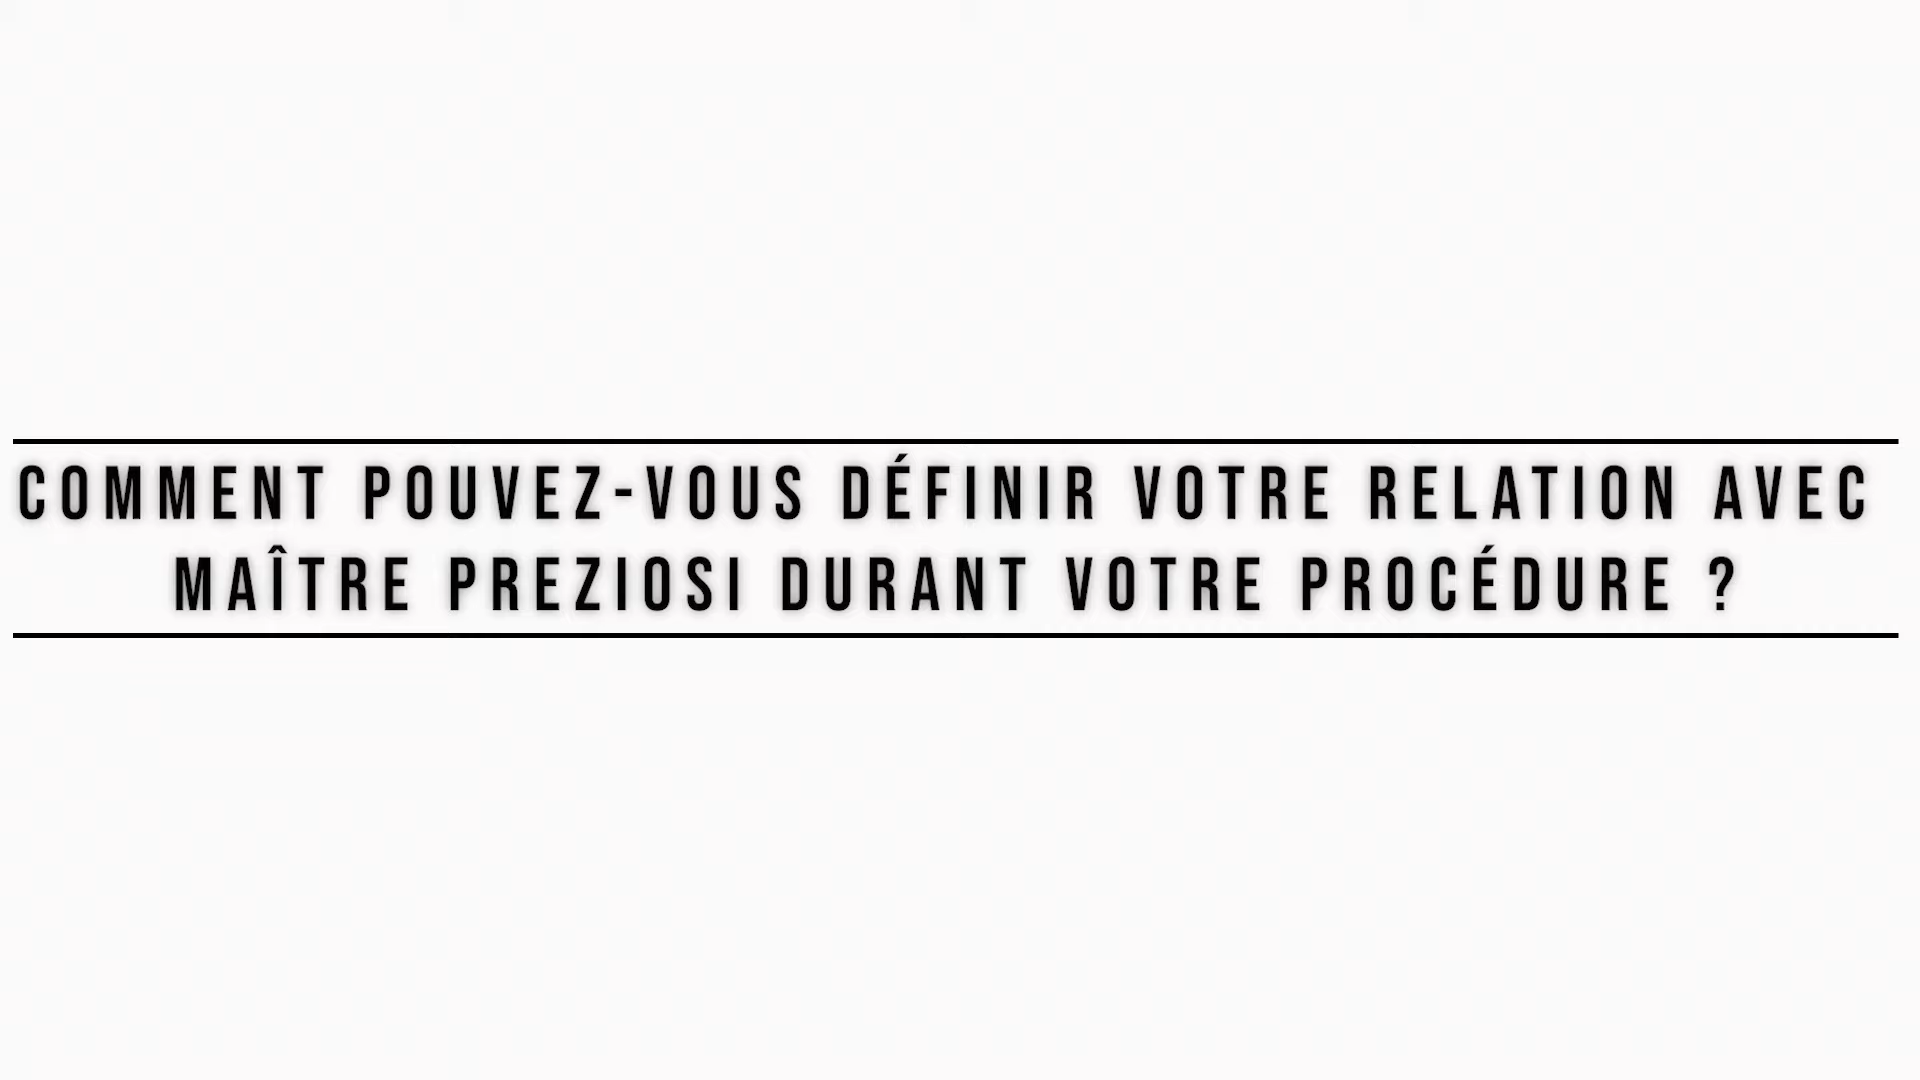 COMMENT POUVEZ-VOUS DÉFINIR VOTRE RELATION AVEC
MAÎTRE PREZIOSI DURANT VOTRE PROCÉDURE ?